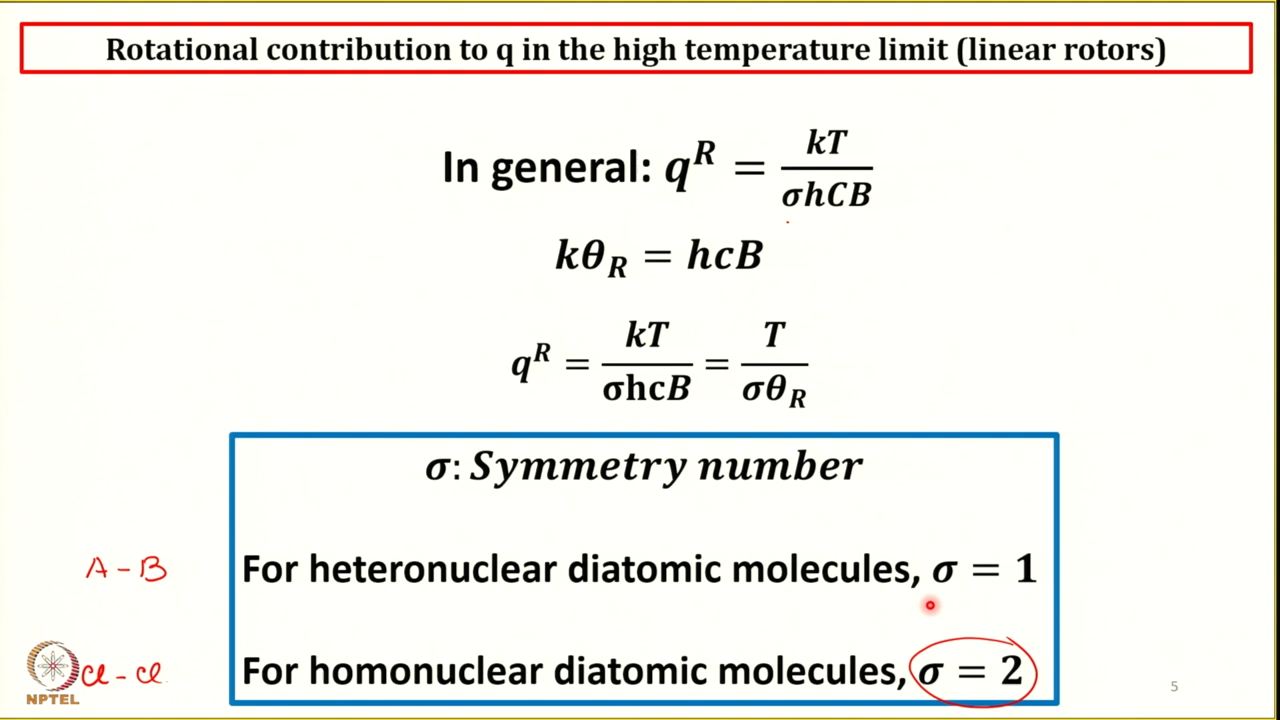 Rotational contribution to q in the high temperature limit (linear rotors)
In general: q^R = kT / σhCB
kθ_R = hcB
q^R = kT / σhcB = T / σθ_R
σ: Symmetry number
A - B For heteronuclear diatomic molecules, σ = 1
Cl - Cl For homonuclear diatomic molecules, σ = 2
NPTEL
5